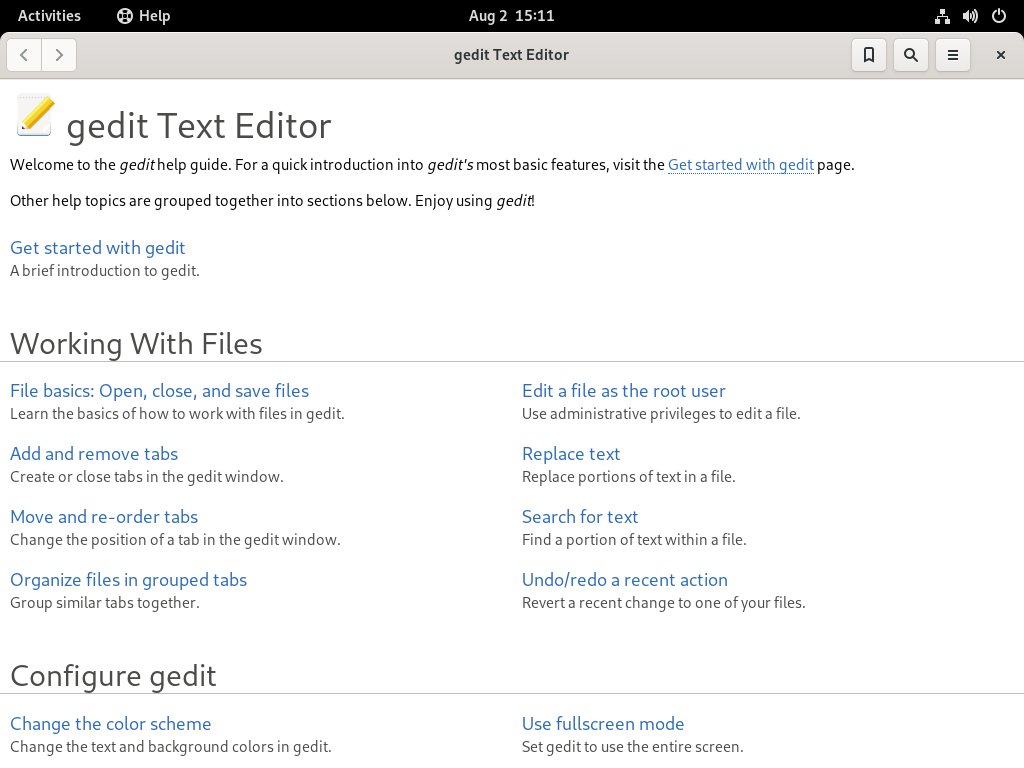 Activities Help Aug 2 15:11
gedit Text Editor
gedit Text Editor
Welcome to the gedit help guide. For a quick introduction into gedit's most basic features, visit the Get started with gedit page.
Other help topics are grouped together into sections below. Enjoy using gedit!
Get started with gedit
A brief introduction to gedit.
Working With Files
File basics: Open, close, and save files
Learn the basics of how to work with files in gedit.
Add and remove tabs
Create or close tabs in the gedit window.
Move and re-order tabs
Change the position of a tab in the gedit window.
Organize files in grouped tabs
Group similar tabs together.
Edit a file as the root user
Use administrative privileges to edit a file.
Replace text
Replace portions of text in a file.
Search for text
Find a portion of text within a file.
Undo/redo a recent action
Revert a recent change to one of your files.
Configure gedit
Change the color scheme
Change the text and background colors in gedit.
Use fullscreen mode
Set gedit to use the entire screen.